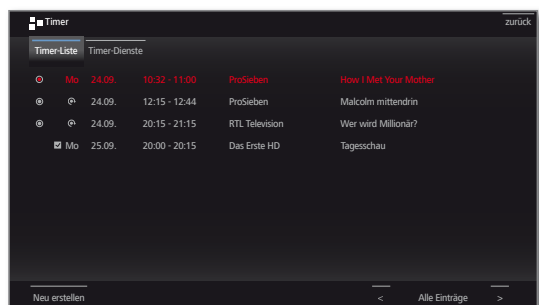 Timer zurück
Timer-Liste Timer-Dienste
Mo 24.09. 10:32 - 11:00 ProSieben How I Met Your Mother
24.09. 12:15 - 12:44 ProSieben Malcolm mittendrin
24.09. 20:15 - 21:15 RTL Television Wer wird Millionär?
Mo 25.09. 20:00 - 20:15 Das Erste HD Tagesschau
Neu erstellen < Alle Einträge >